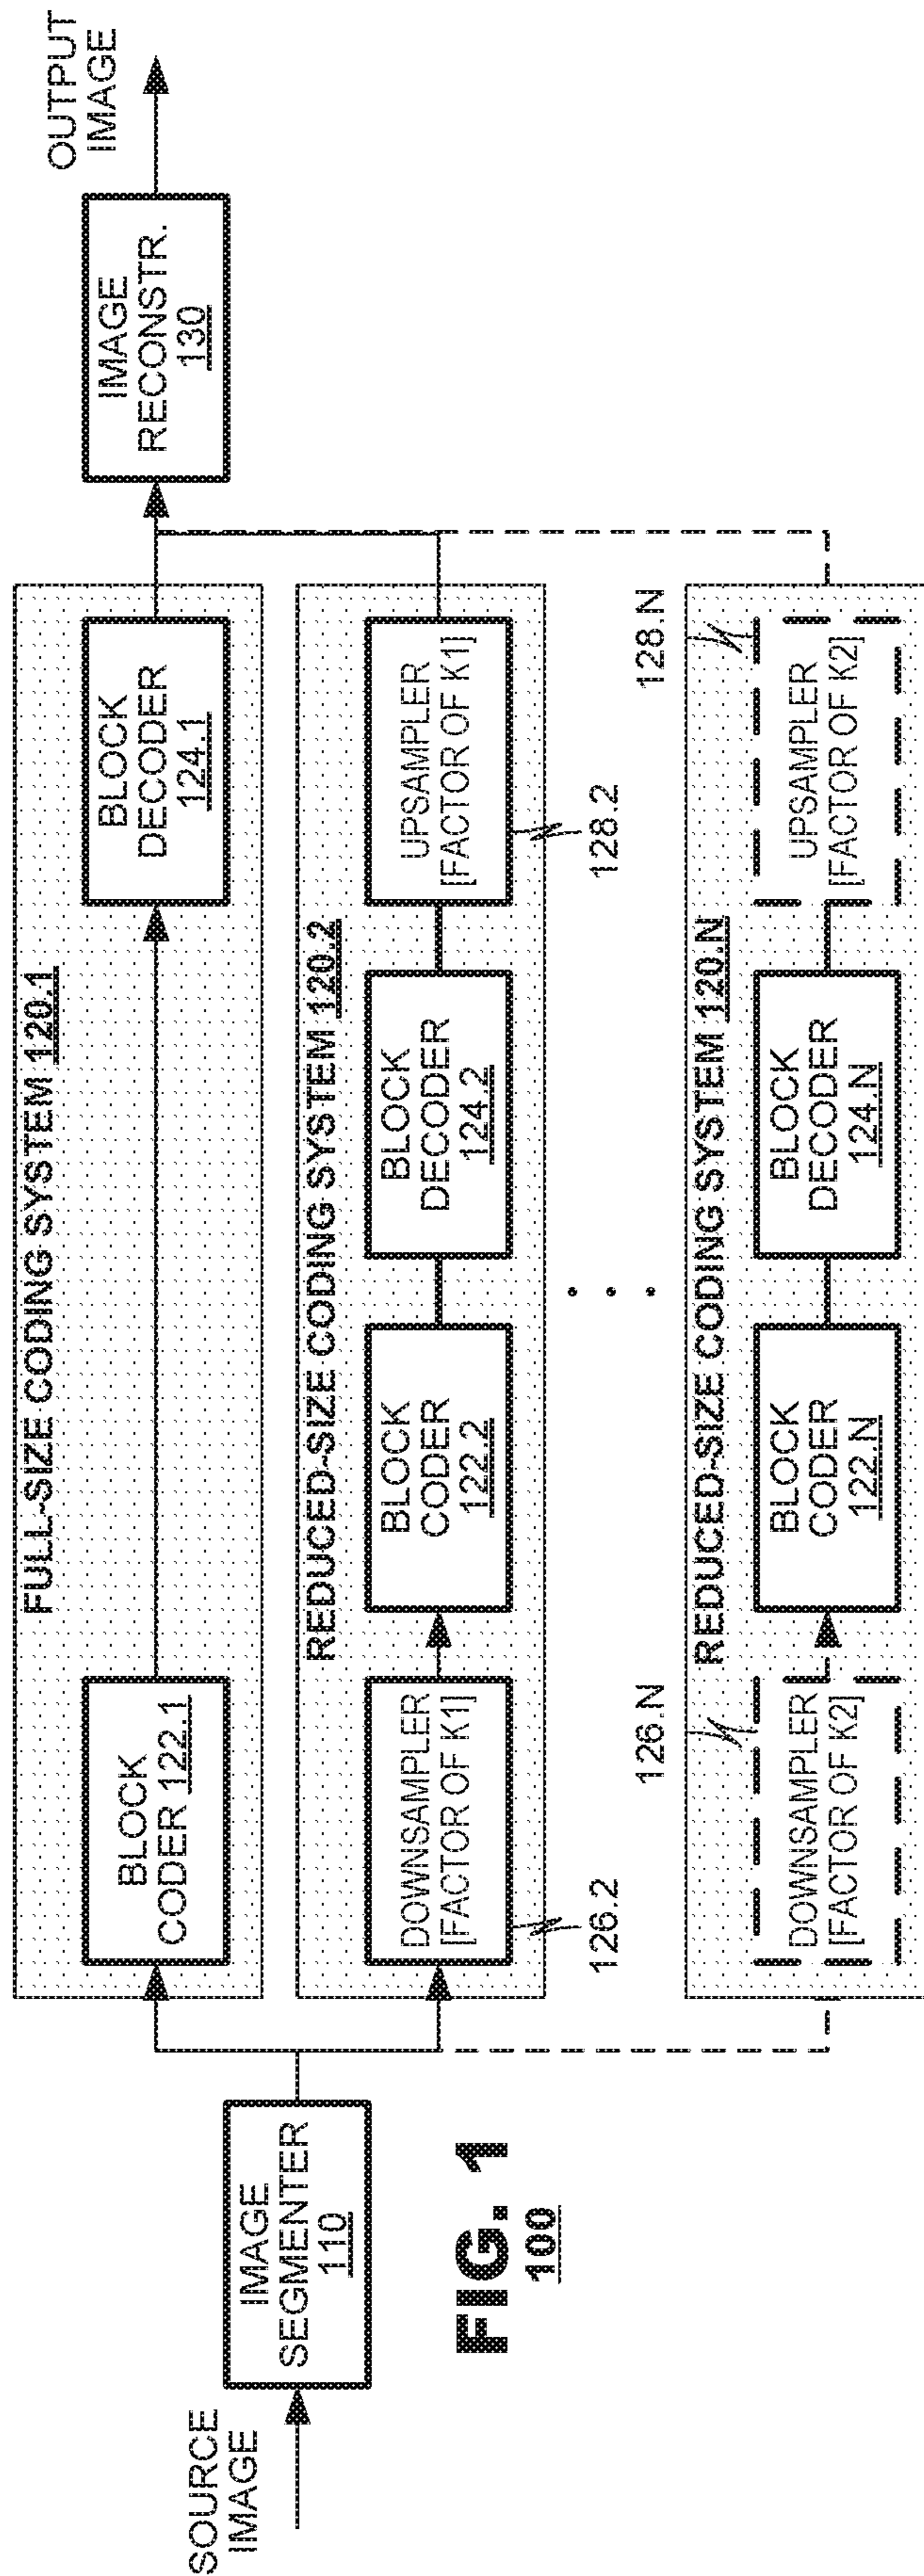 SOURCE
IMAGE
IMAGE
SEGMENTER
110
FULL-SIZE CODING SYSTEM 120.1
BLOCK
CODER 122.1
BLOCK
DECODER
124.1
REDUCED-SIZE CODING SYSTEM 120.2
DOWNSAMPLER
[FACTOR OF K1]
126.2
BLOCK
CODER
122.2
BLOCK
DECODER
124.2
UPSAMPLER
[FACTOR OF K1]
128.2
. . .
126.N
128.N
REDUCED-SIZE CODING SYSTEM 120.N
DOWNSAMPLER
[FACTOR OF K2]
BLOCK
CODER
122.N
BLOCK
DECODER
124.N
UPSAMPLER
[FACTOR OF K2]
IMAGE
RECONSTR.
130
OUTPUT
IMAGE
FIG. 1
100